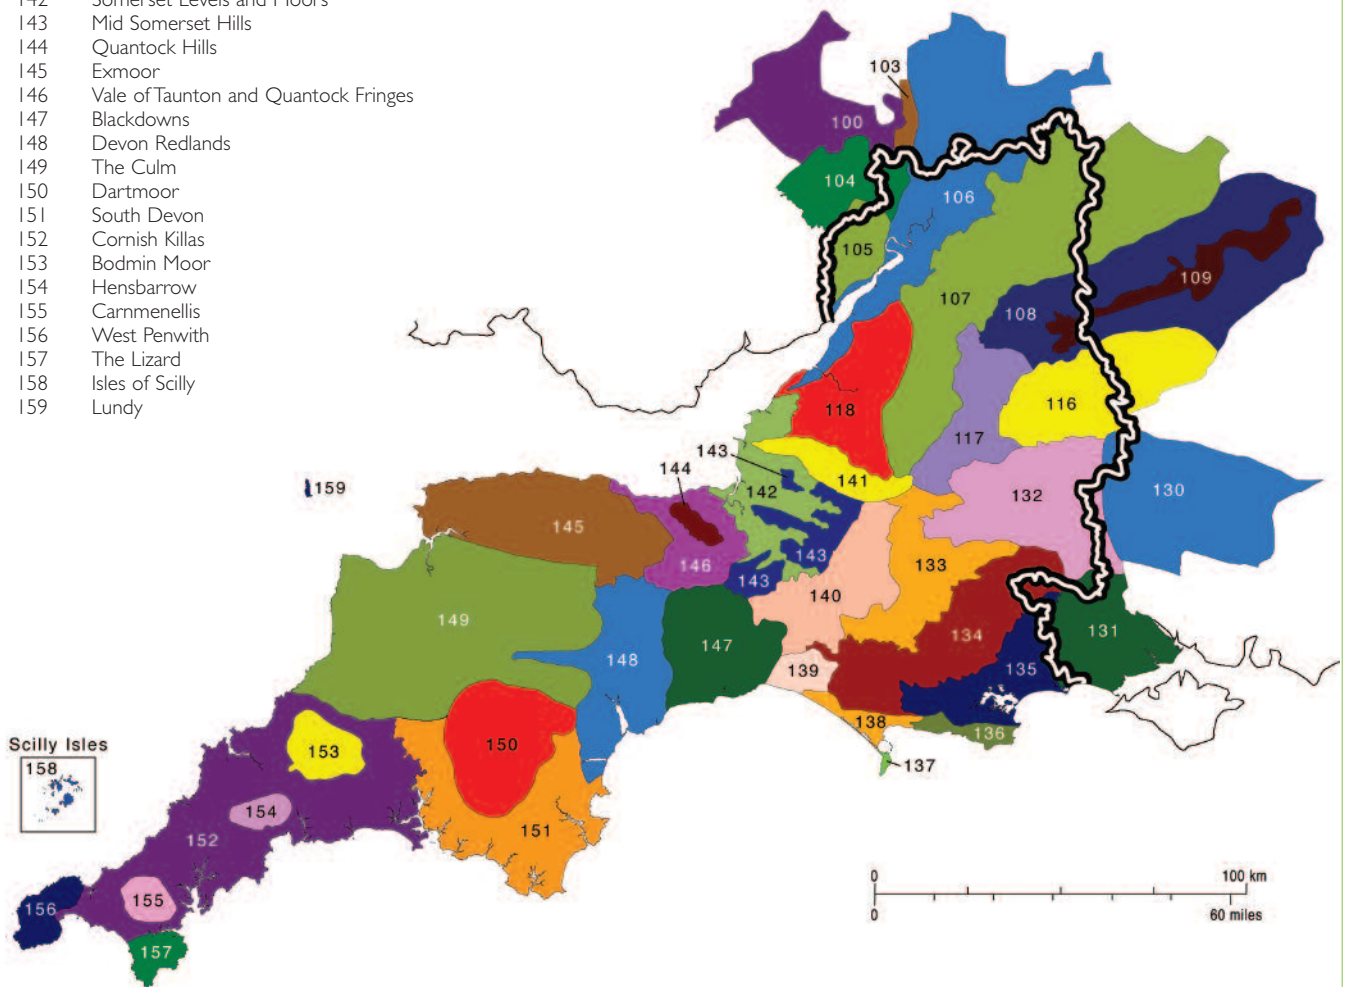 142 Somerset Levels and Moors
143 Mid Somerset Hills
144 Quantock Hills
145 Exmoor
146 Vale of Taunton and Quantock Fringes
147 Blackdowns
148 Devon Redlands
149 The Culm
150 Dartmoor
151 South Devon
152 Cornish Killas
153 Bodmin Moor
154 Hensbarrow
155 Carnmenellis
156 West Penwith
157 The Lizard
158 Isles of Scilly
159 Lundy
103
100
104
106
105
109
107
108
116
118
117
143
144
141
142
132
130
159
145
146
143
143
133
140
149
148
147
134
131
139
135
138
136
137
150
153
Scilly Isles
158
154
151
152
155
156
157
0 100 km
0 60 miles